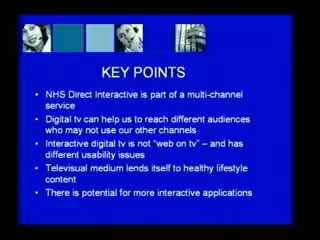 KEY POINTS
• NHS Direct Interactive is part of a multi-channel
service
• Digital tv can help us to reach different audiences
who may not use our other channels
• Interactive digital tv is not "web on tv" – and has
different usability issues
• Televisual medium lends itself to healthy lifestyle
content
• There is potential for more interactive applications